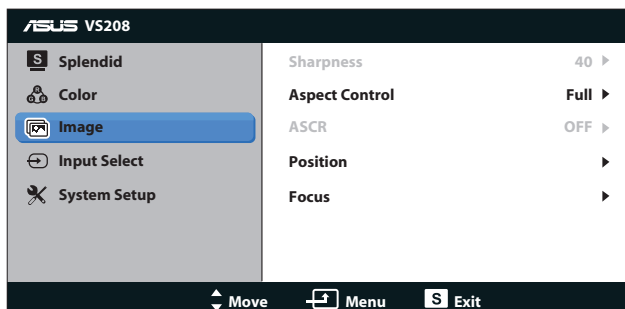 ASUS VS208
S Splendid
Color
Image
Input Select
System Setup
Sharpness 40
Aspect Control Full
ASCR OFF
Position
Focus
Move Menu S Exit